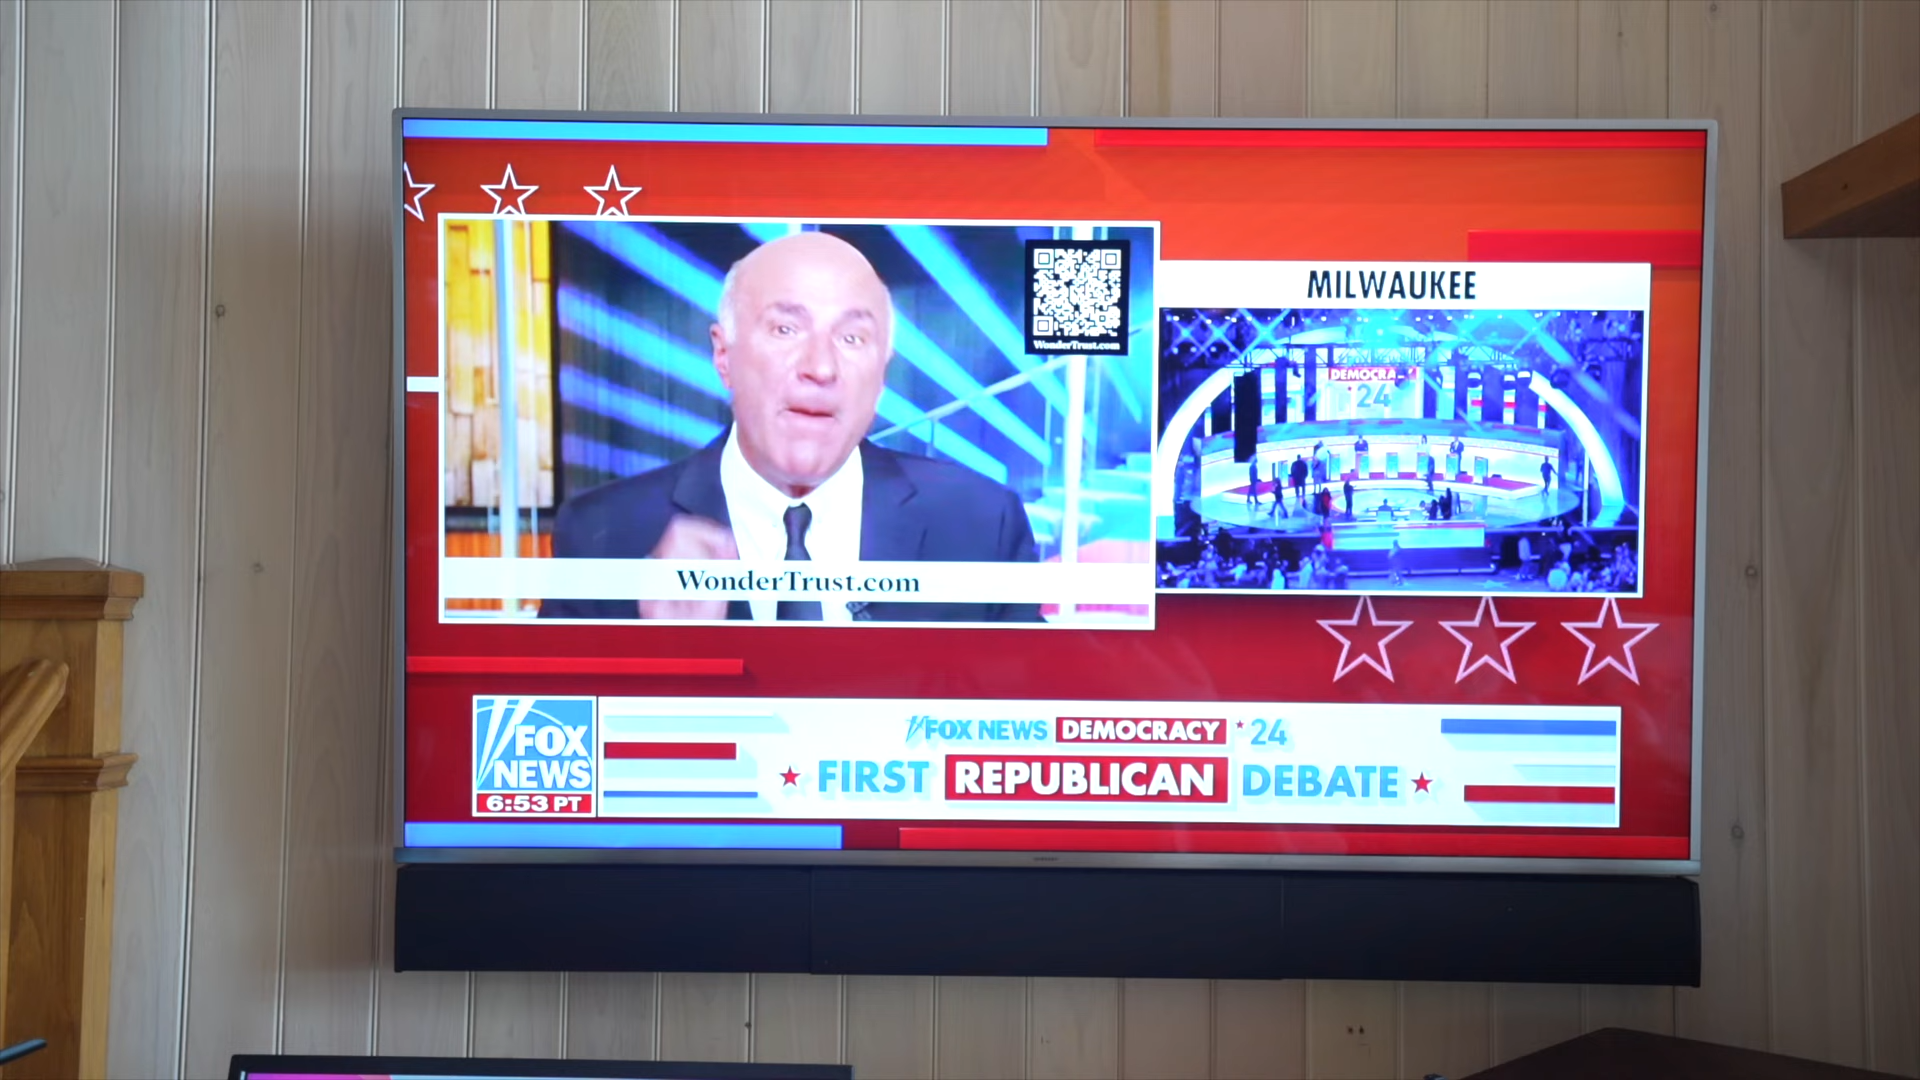 WonderTrust.com
WonderTrust.com
MILWAUKEE
DEMOCRA
24
FOX
NEWS
6:53 PT
FOX NEWS DEMOCRACY 24
FIRST REPUBLICAN DEBATE